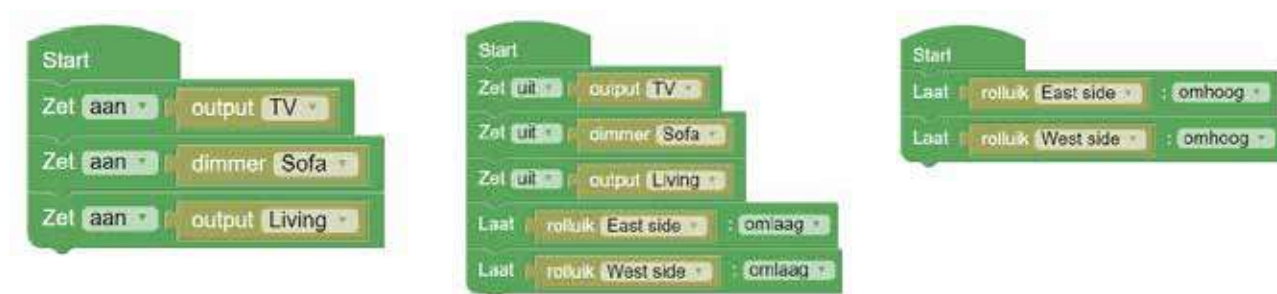 Start
Zet aan output TV
Zet aan dimmer Sofa
Zet aan output Living
Start
Zet uit output TV
Zet uit dimmer Sofa
Zet uit output Living
Laat rolluik East side : omlaag
Laat rolluik West side : omlaag
Start
Laat rolluik East side : omhoog
Laat rolluik West side : omhoog